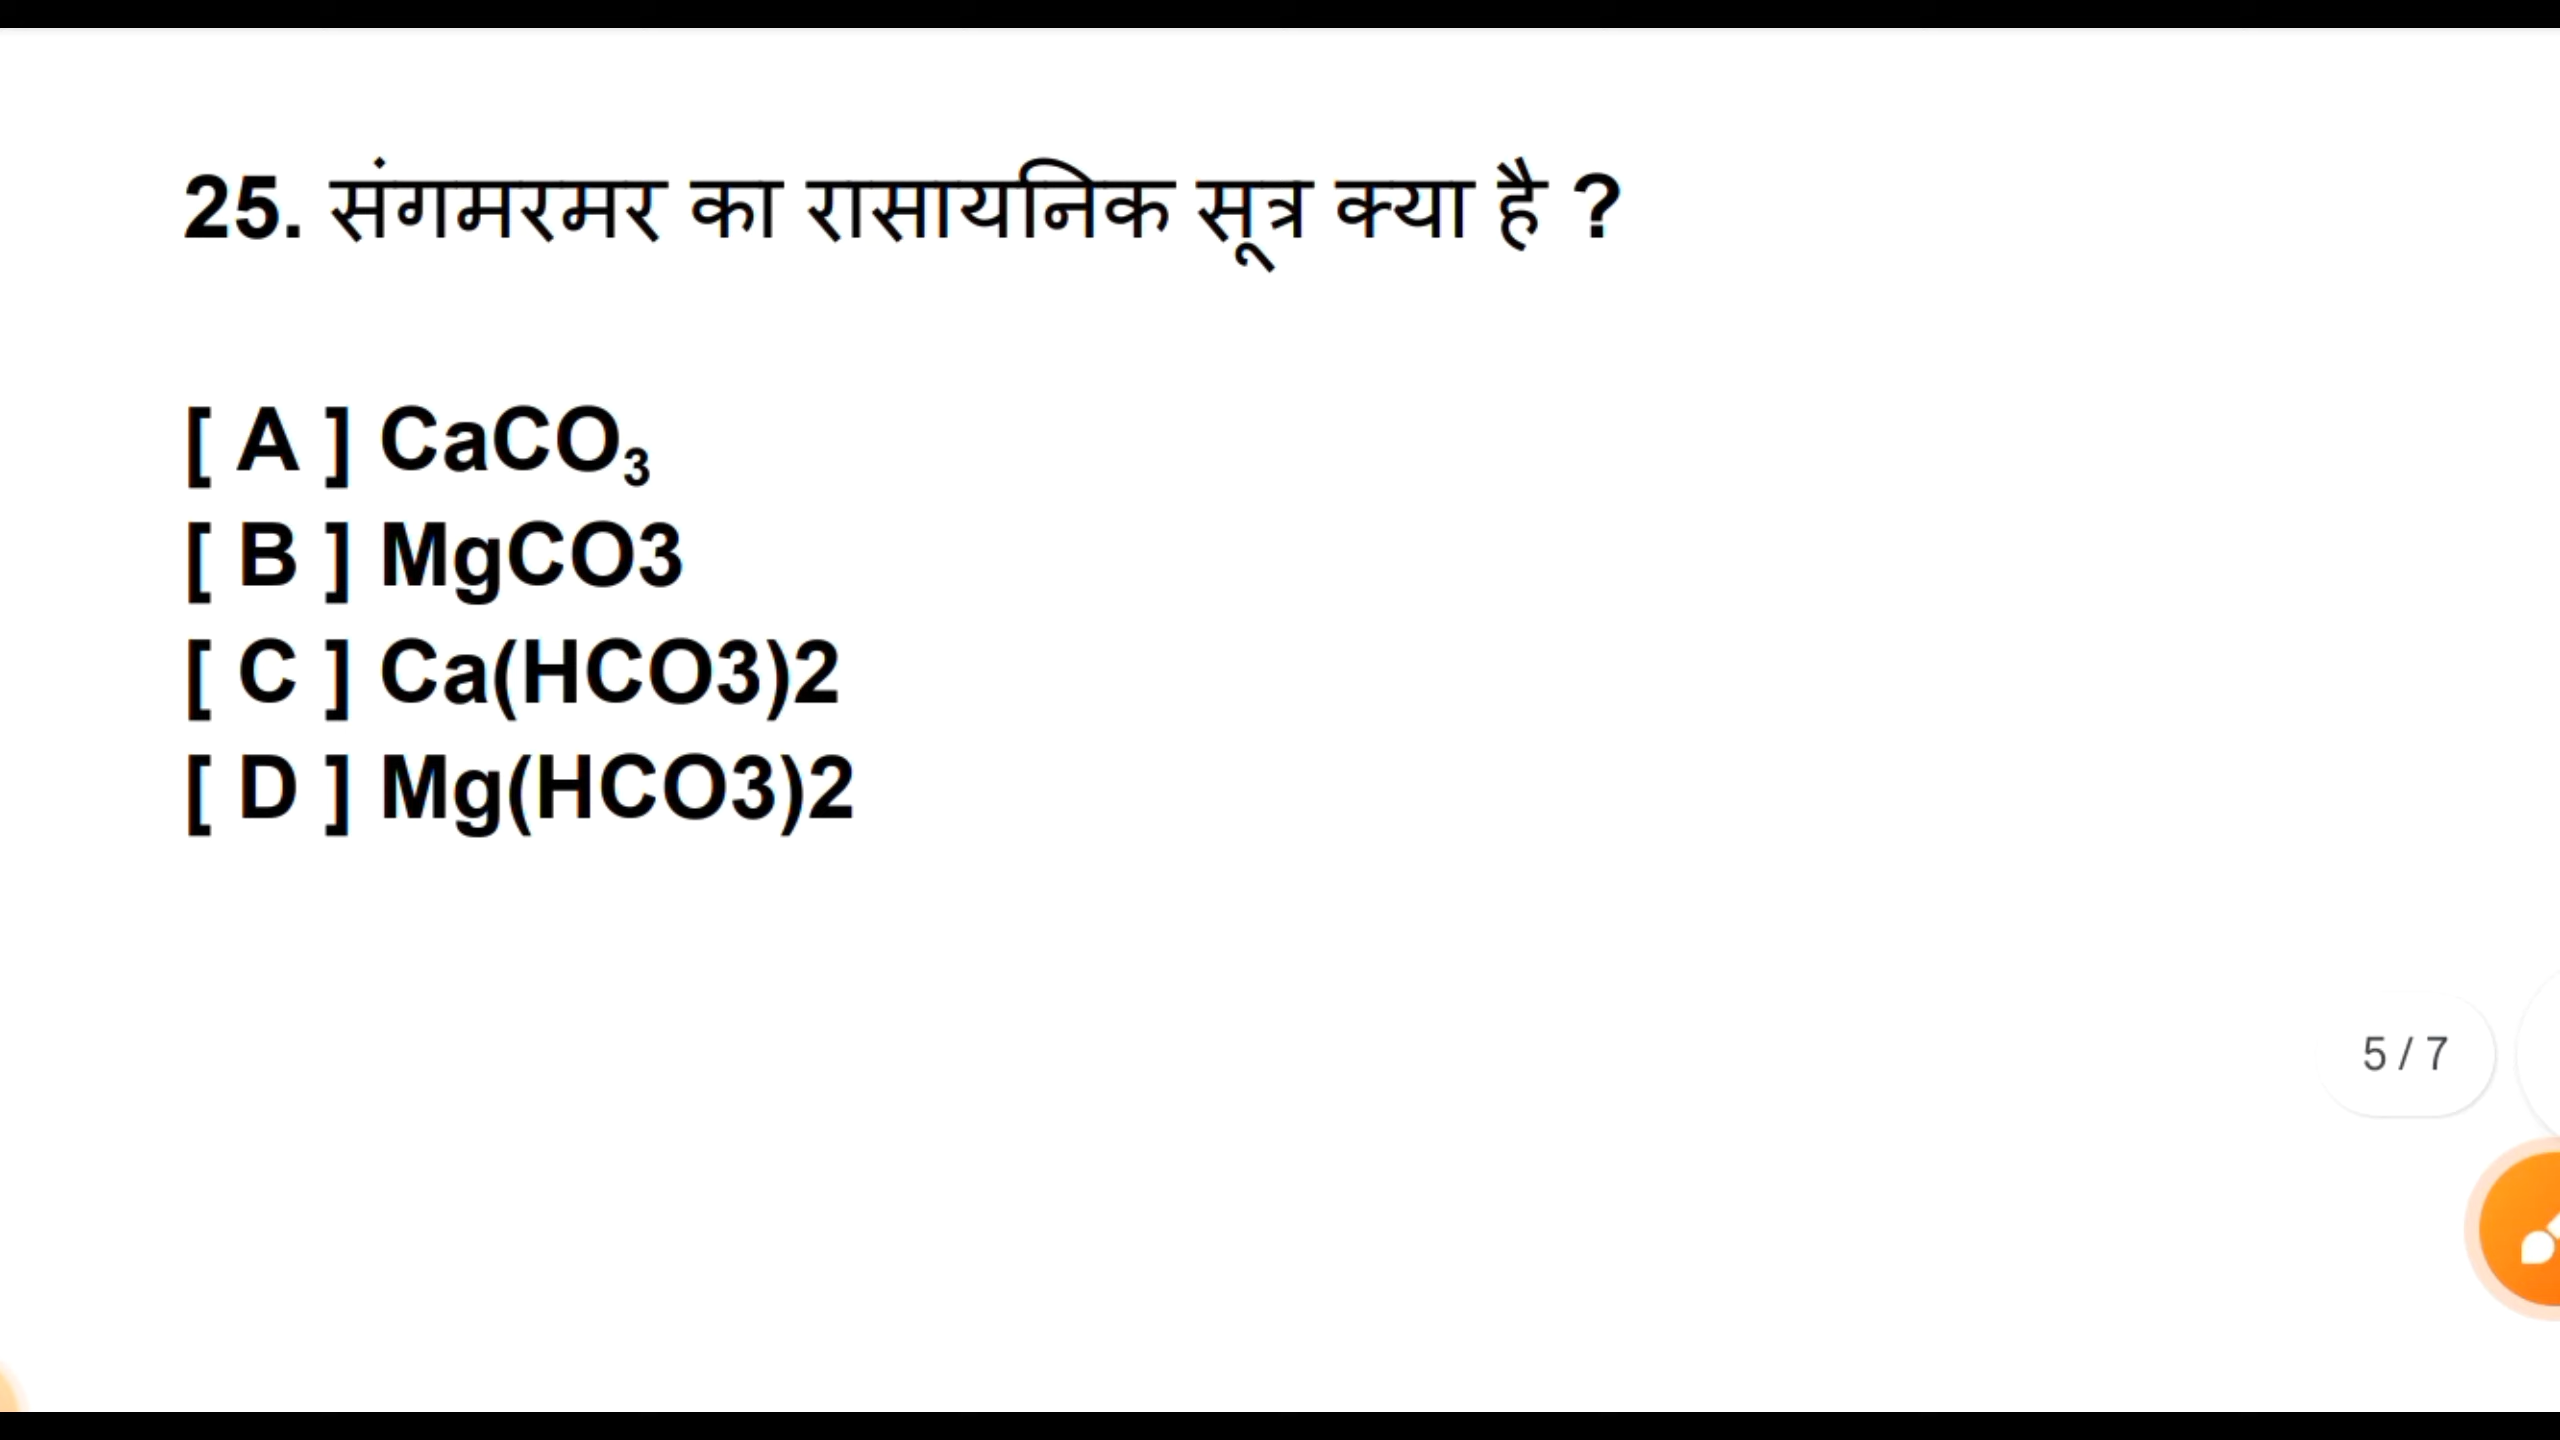 25. संगमरमर का रासायनिक सूत्र क्या है ?
[ A ] CaCO₃
[ B ] MgCO3
[ C ] Ca(HCO3)2
[ D ] Mg(HCO3)2
5 / 7